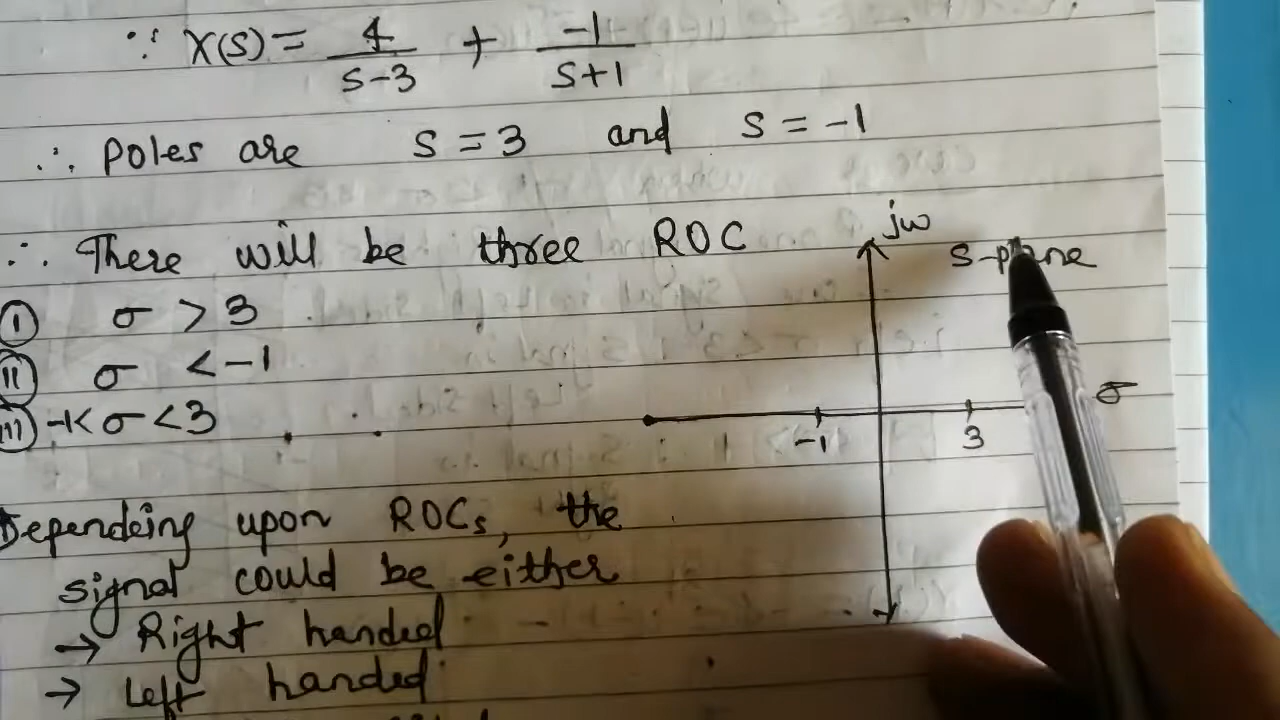 ∵ X(S) = 4/(S-3) + -1/(S+1)
∴ Poles are S = 3 and S = -1
∴ There will be three ROC
(I) σ > 3
(II) σ < -1
(III) -1< σ < 3
jω
S-plane
σ
-1
3
Dependeing upon ROCs, the
signal could be either
→ Right handed
→ Left handed